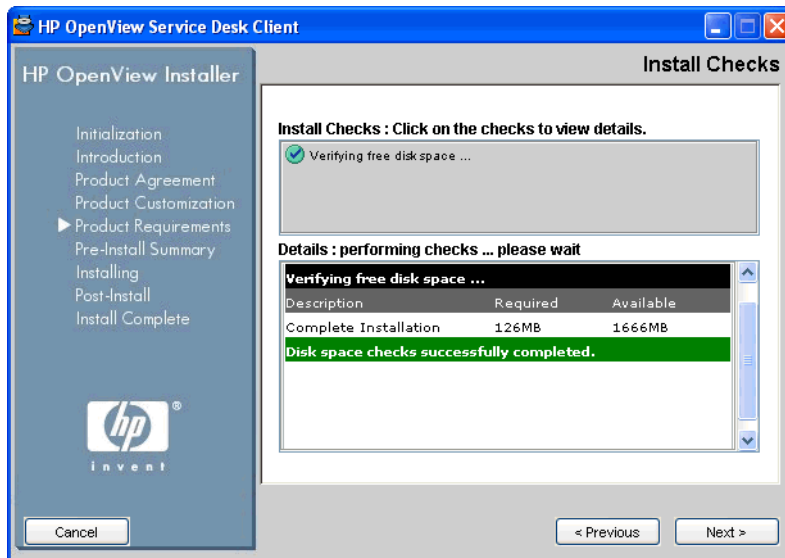 HP OpenView Service Desk Client
HP OpenView Installer
Initialization
Introduction
Product Agreement
Product Customization
Product Requirements
Pre-Install Summary
Installing
Post-Install
Install Complete
hp
®
invent
Cancel
Install Checks
Install Checks : Click on the checks to view details.
Verifying free disk space ...
Details : performing checks ... please wait
Verifying free disk space ...
Description Required Available
Complete Installation 126MB 1666MB
Disk space checks successfully completed.
< Previous Next >